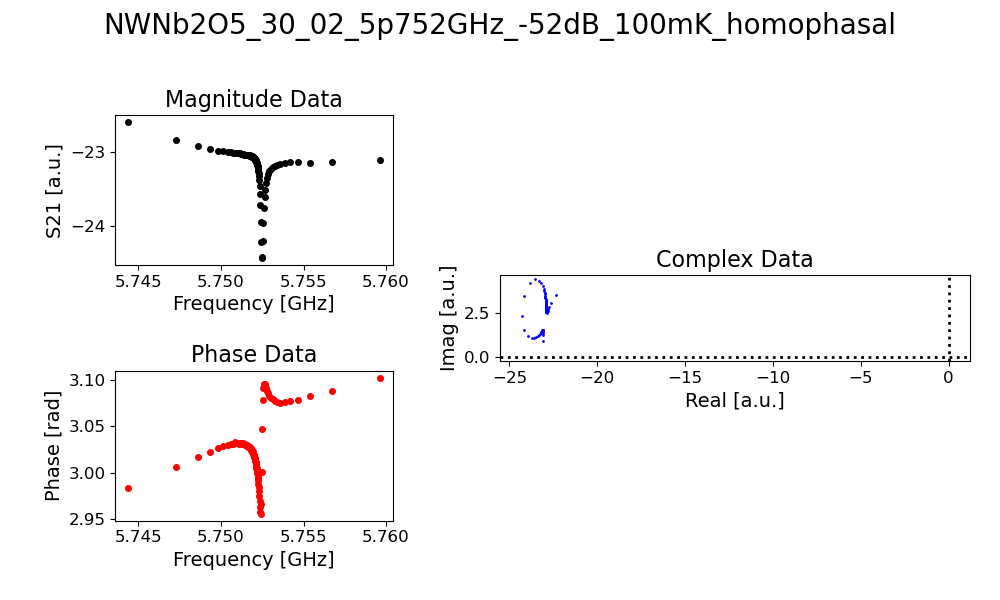 NWNb2O5_30_02_5p752GHz_-52dB_100mK_homophasal
Magnitude Data
S21 [a.u.]
−23
−24
5.745 5.750 5.755 5.760
Frequency [GHz]
Phase Data
Phase [rad]
3.10
3.05
3.00
2.95
5.745 5.750 5.755 5.760
Frequency [GHz]
Complex Data
Imag [a.u.]
2.5
0.0
−25 −20 −15 −10 −5 0
Real [a.u.]